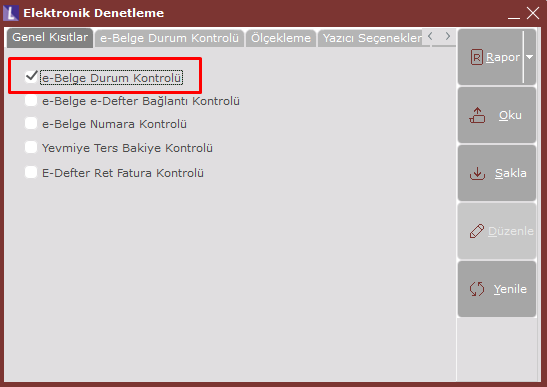 Elektronik Denetleme
Genel Kısıtlar
e-Belge Durum Kontrolü
Ölçekleme
Yazıcı Seçenekler
e-Belge Durum Kontrolü
e-Belge e-Defter Bağlantı Kontrolü
e-Belge Numara Kontrolü
Yevmiye Ters Bakiye Kontrolü
E-Defter Ret Fatura Kontrolü
Rapor
Oku
Sakla
Düzenle
Yenile